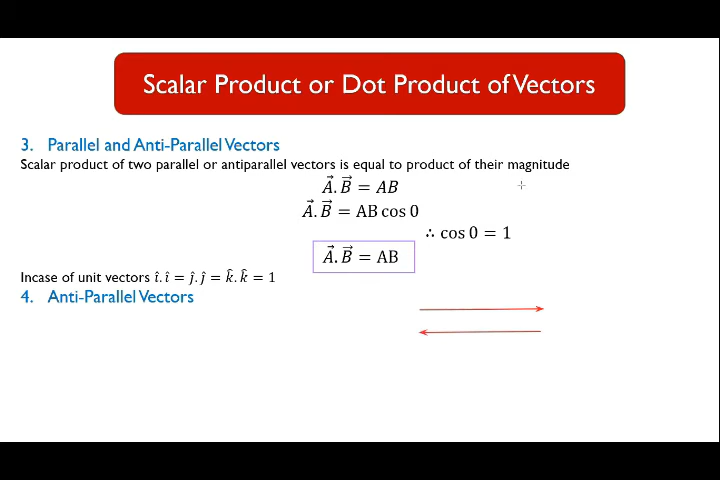 Scalar Product or Dot Product of Vectors
3. Parallel and Anti-Parallel Vectors
Scalar product of two parallel or antiparallel vectors is equal to product of their magnitude
A⃗.B⃗ = AB
A⃗.B⃗ = AB cos 0
∴ cos 0 = 1
A⃗.B⃗ = AB
Incase of unit vectors î.î = ĵ.ĵ = k̂.k̂ = 1
4. Anti-Parallel Vectors